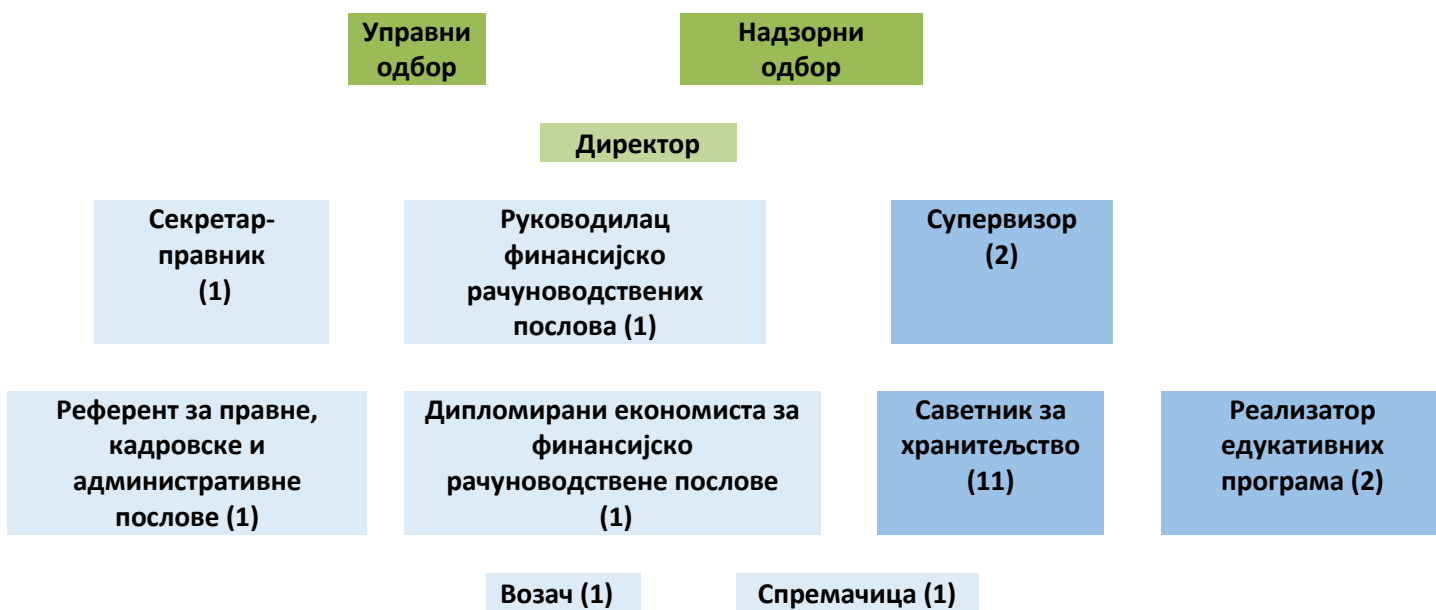 Управни
одбор
Надзорни
одбор
Директор
Секретар-
правник
(1)
Руководилац
финансијско
рачуноводствених
послова (1)
Супервизор
(2)
Референт за правне,
кадровске и
административне
послове (1)
Дипломирани економиста за
финансијско
рачуноводствене послове
(1)
Саветник за
хранитељство
(11)
Реализатор
едукативних
програма (2)
Возач (1)
Спремачица (1)